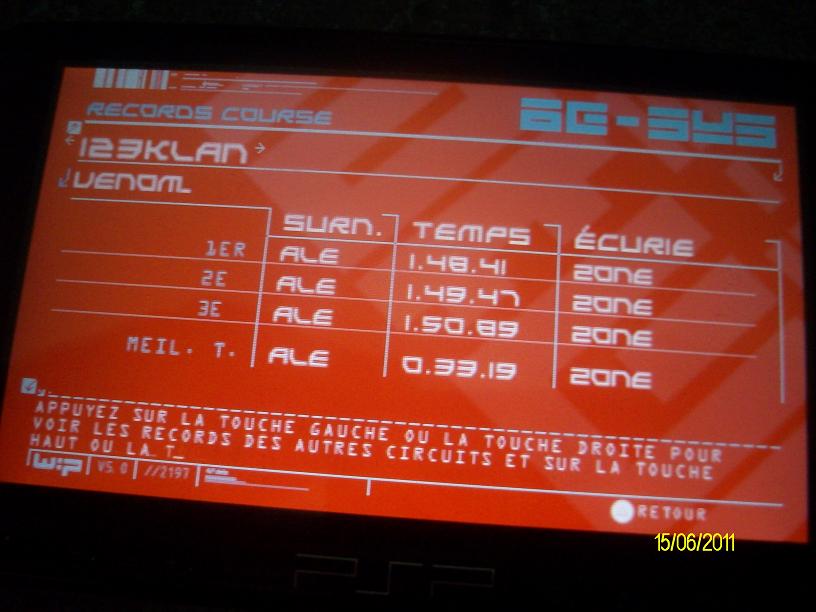 RECORDS COURSE
AG-SYS
123KLAN
VENOM
SURN. TEMPS ÉCURIE
1ER ALE 1.48.41 ZONE
2E ALE 1.49.47 ZONE
3E ALE 1.50.89 ZONE
MEIL. T. ALE 0.33.19 ZONE
APPUYEZ SUR LA TOUCHE GAUCHE OU LA TOUCHE DROITE POUR
VOIR LES RECORDS DES AUTRES CIRCUITS ET SUR LA TOUCHE
HAUT OU LA T_
W:P V5.0 //2197
RETOUR
15/06/2011
PSP